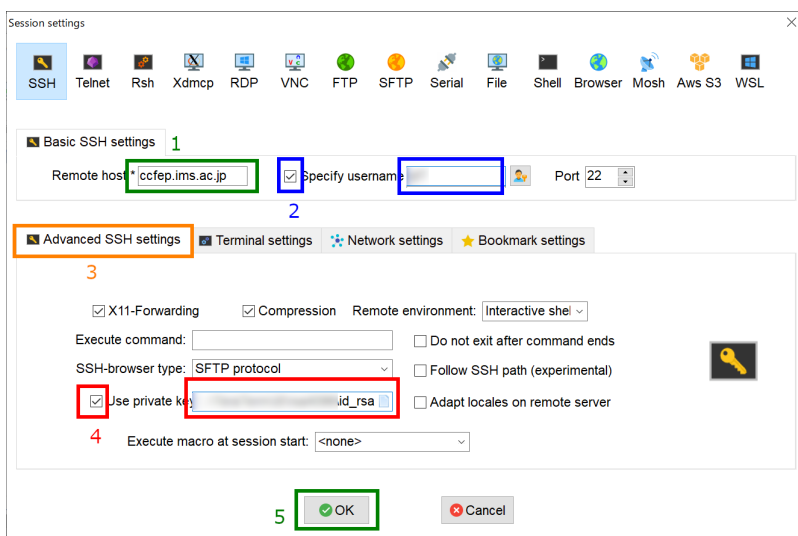 Session settings
SSH Telnet Rsh Xdmcp RDP VNC FTP SFTP Serial File Shell Browser Mosh Aws S3 WSL
Basic SSH settings 1
Remote host * ccfep.ims.ac.jp Specify username Port 22
2
Advanced SSH settings Terminal settings Network settings Bookmark settings
3
X11-Forwarding Compression Remote environment: Interactive shel
Execute command: Do not exit after command ends
SSH-browser type: SFTP protocol Follow SSH path (experimental)
Use private key \id_rsa Adapt locales on remote server
4
Execute macro at session start: <none>
5 OK Cancel